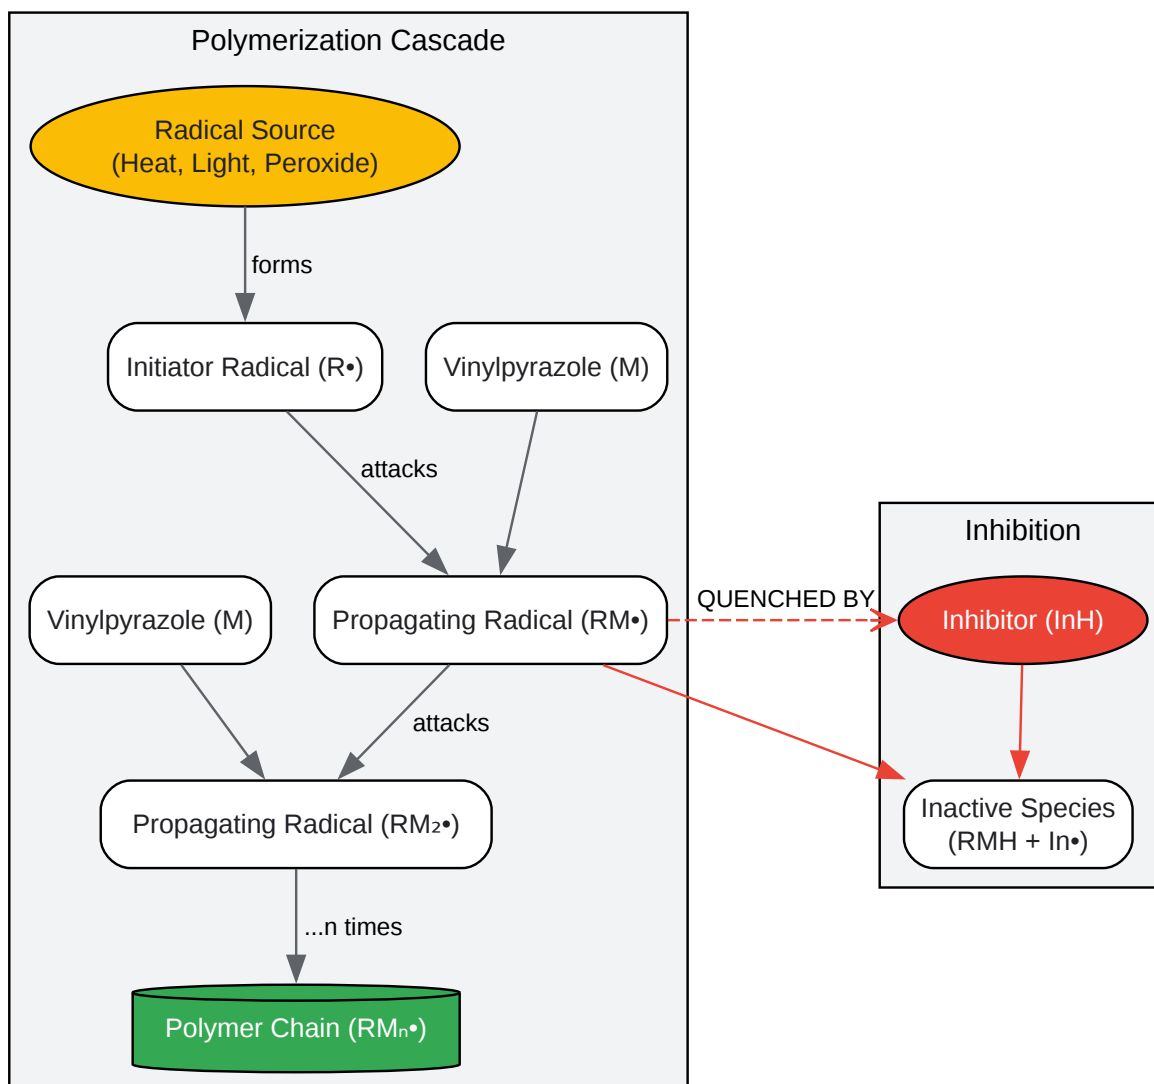 Polymerization Cascade
Radical Source
(Heat, Light, Peroxide)
forms
Initiator Radical (R•)
Vinylpyrazole (M)
attacks
Inhibition
Vinylpyrazole (M)
Propagating Radical (RM•)
QUENCHED BY
Inhibitor (InH)
attacks
Propagating Radical (RM₂•)
Inactive Species
(RMH + In•)
...n times
Polymer Chain (RMₙ•)